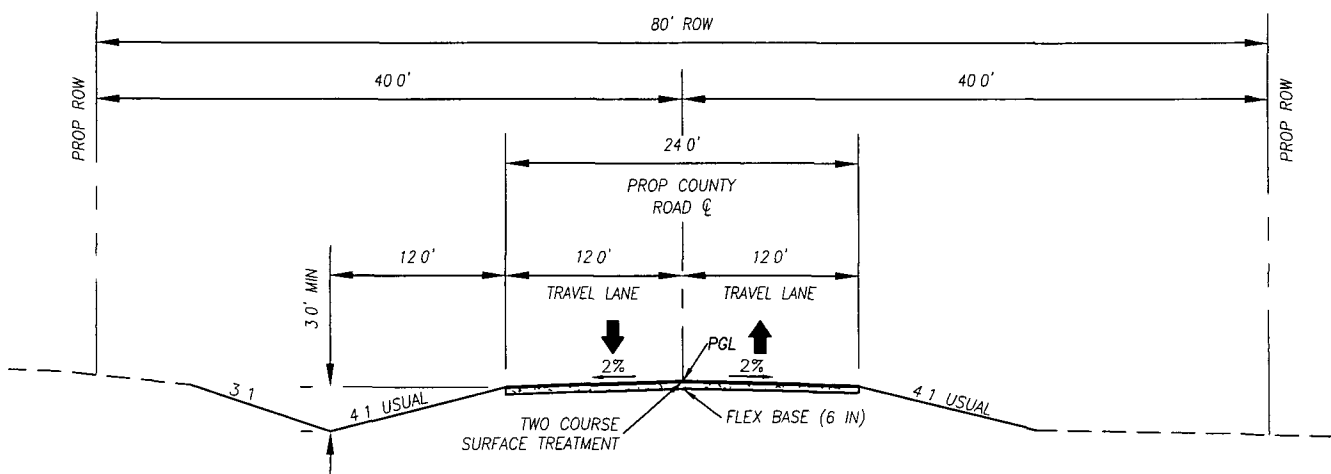 80' ROW
40 0'
40 0'
PROP ROW
PROP ROW
24 0'
PROP COUNTY
ROAD ℄
12 0'
12 0'
12 0'
3 0' MIN
TRAVEL LANE
TRAVEL LANE
PGL
2%
2%
3 1
4 1 USUAL
4 1 USUAL
TWO COURSE
SURFACE TREATMENT
FLEX BASE (6 IN)